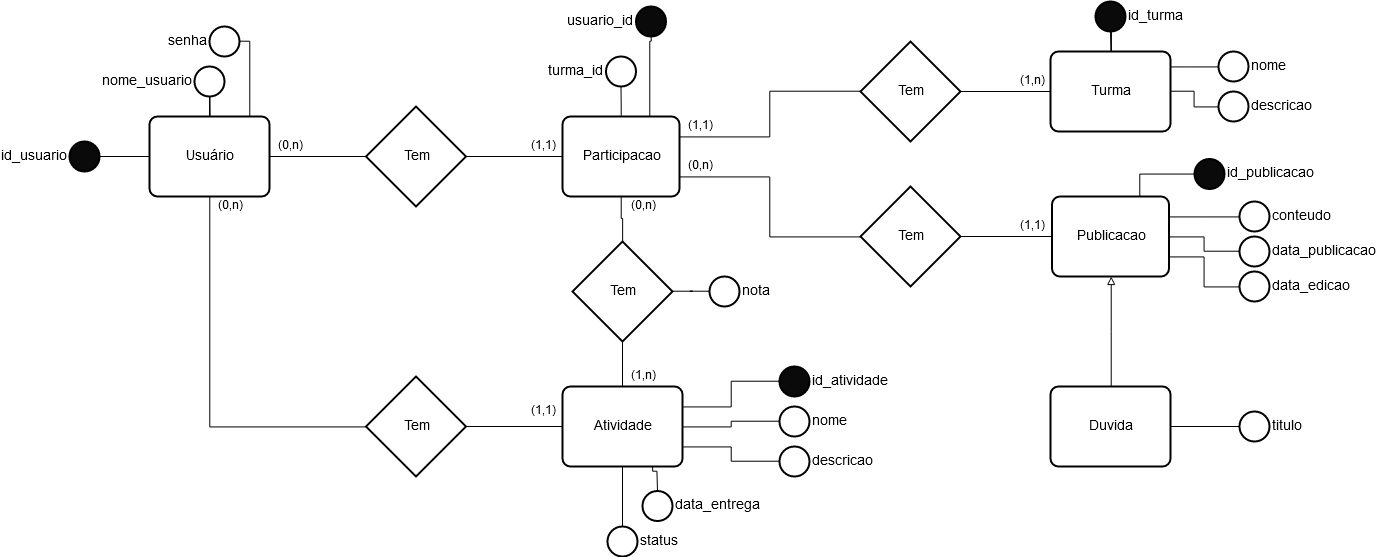 usuario_id
id_turma
senha
turma_id
nome
nome_usuario
Tem
(1,n)
Turma
descricao
(1,1)
id_usuario
Usuário
(0,n)
Tem
(1,1)
Participacao
(0,n)
id_publicacao
(0,n)
(0,n)
Tem
(1,1)
Publicacao
conteudo
data_publicacao
data_edicao
Tem
nota
(1,n)
id_atividade
Tem
(1,1)
Atividade
nome
descricao
Duvida
titulo
data_entrega
status